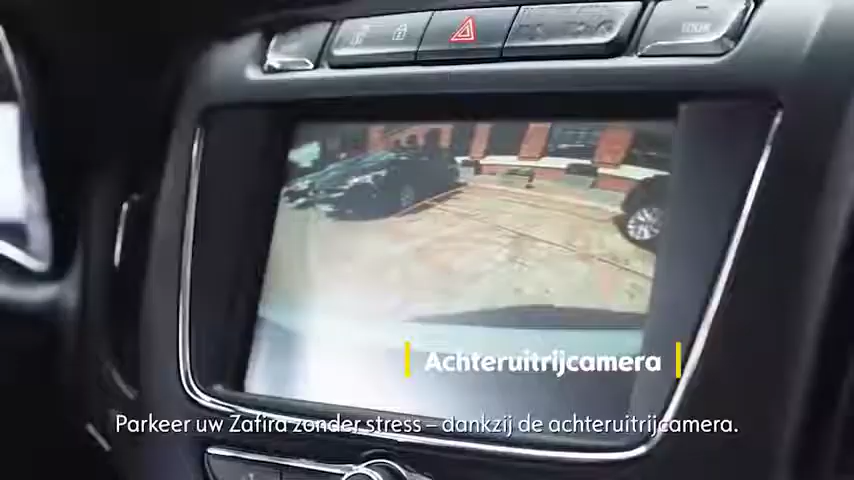 Achteruitrijcamera
Parkeer uw Zafira zonder stress – dankzij de achteruitrijcamera.